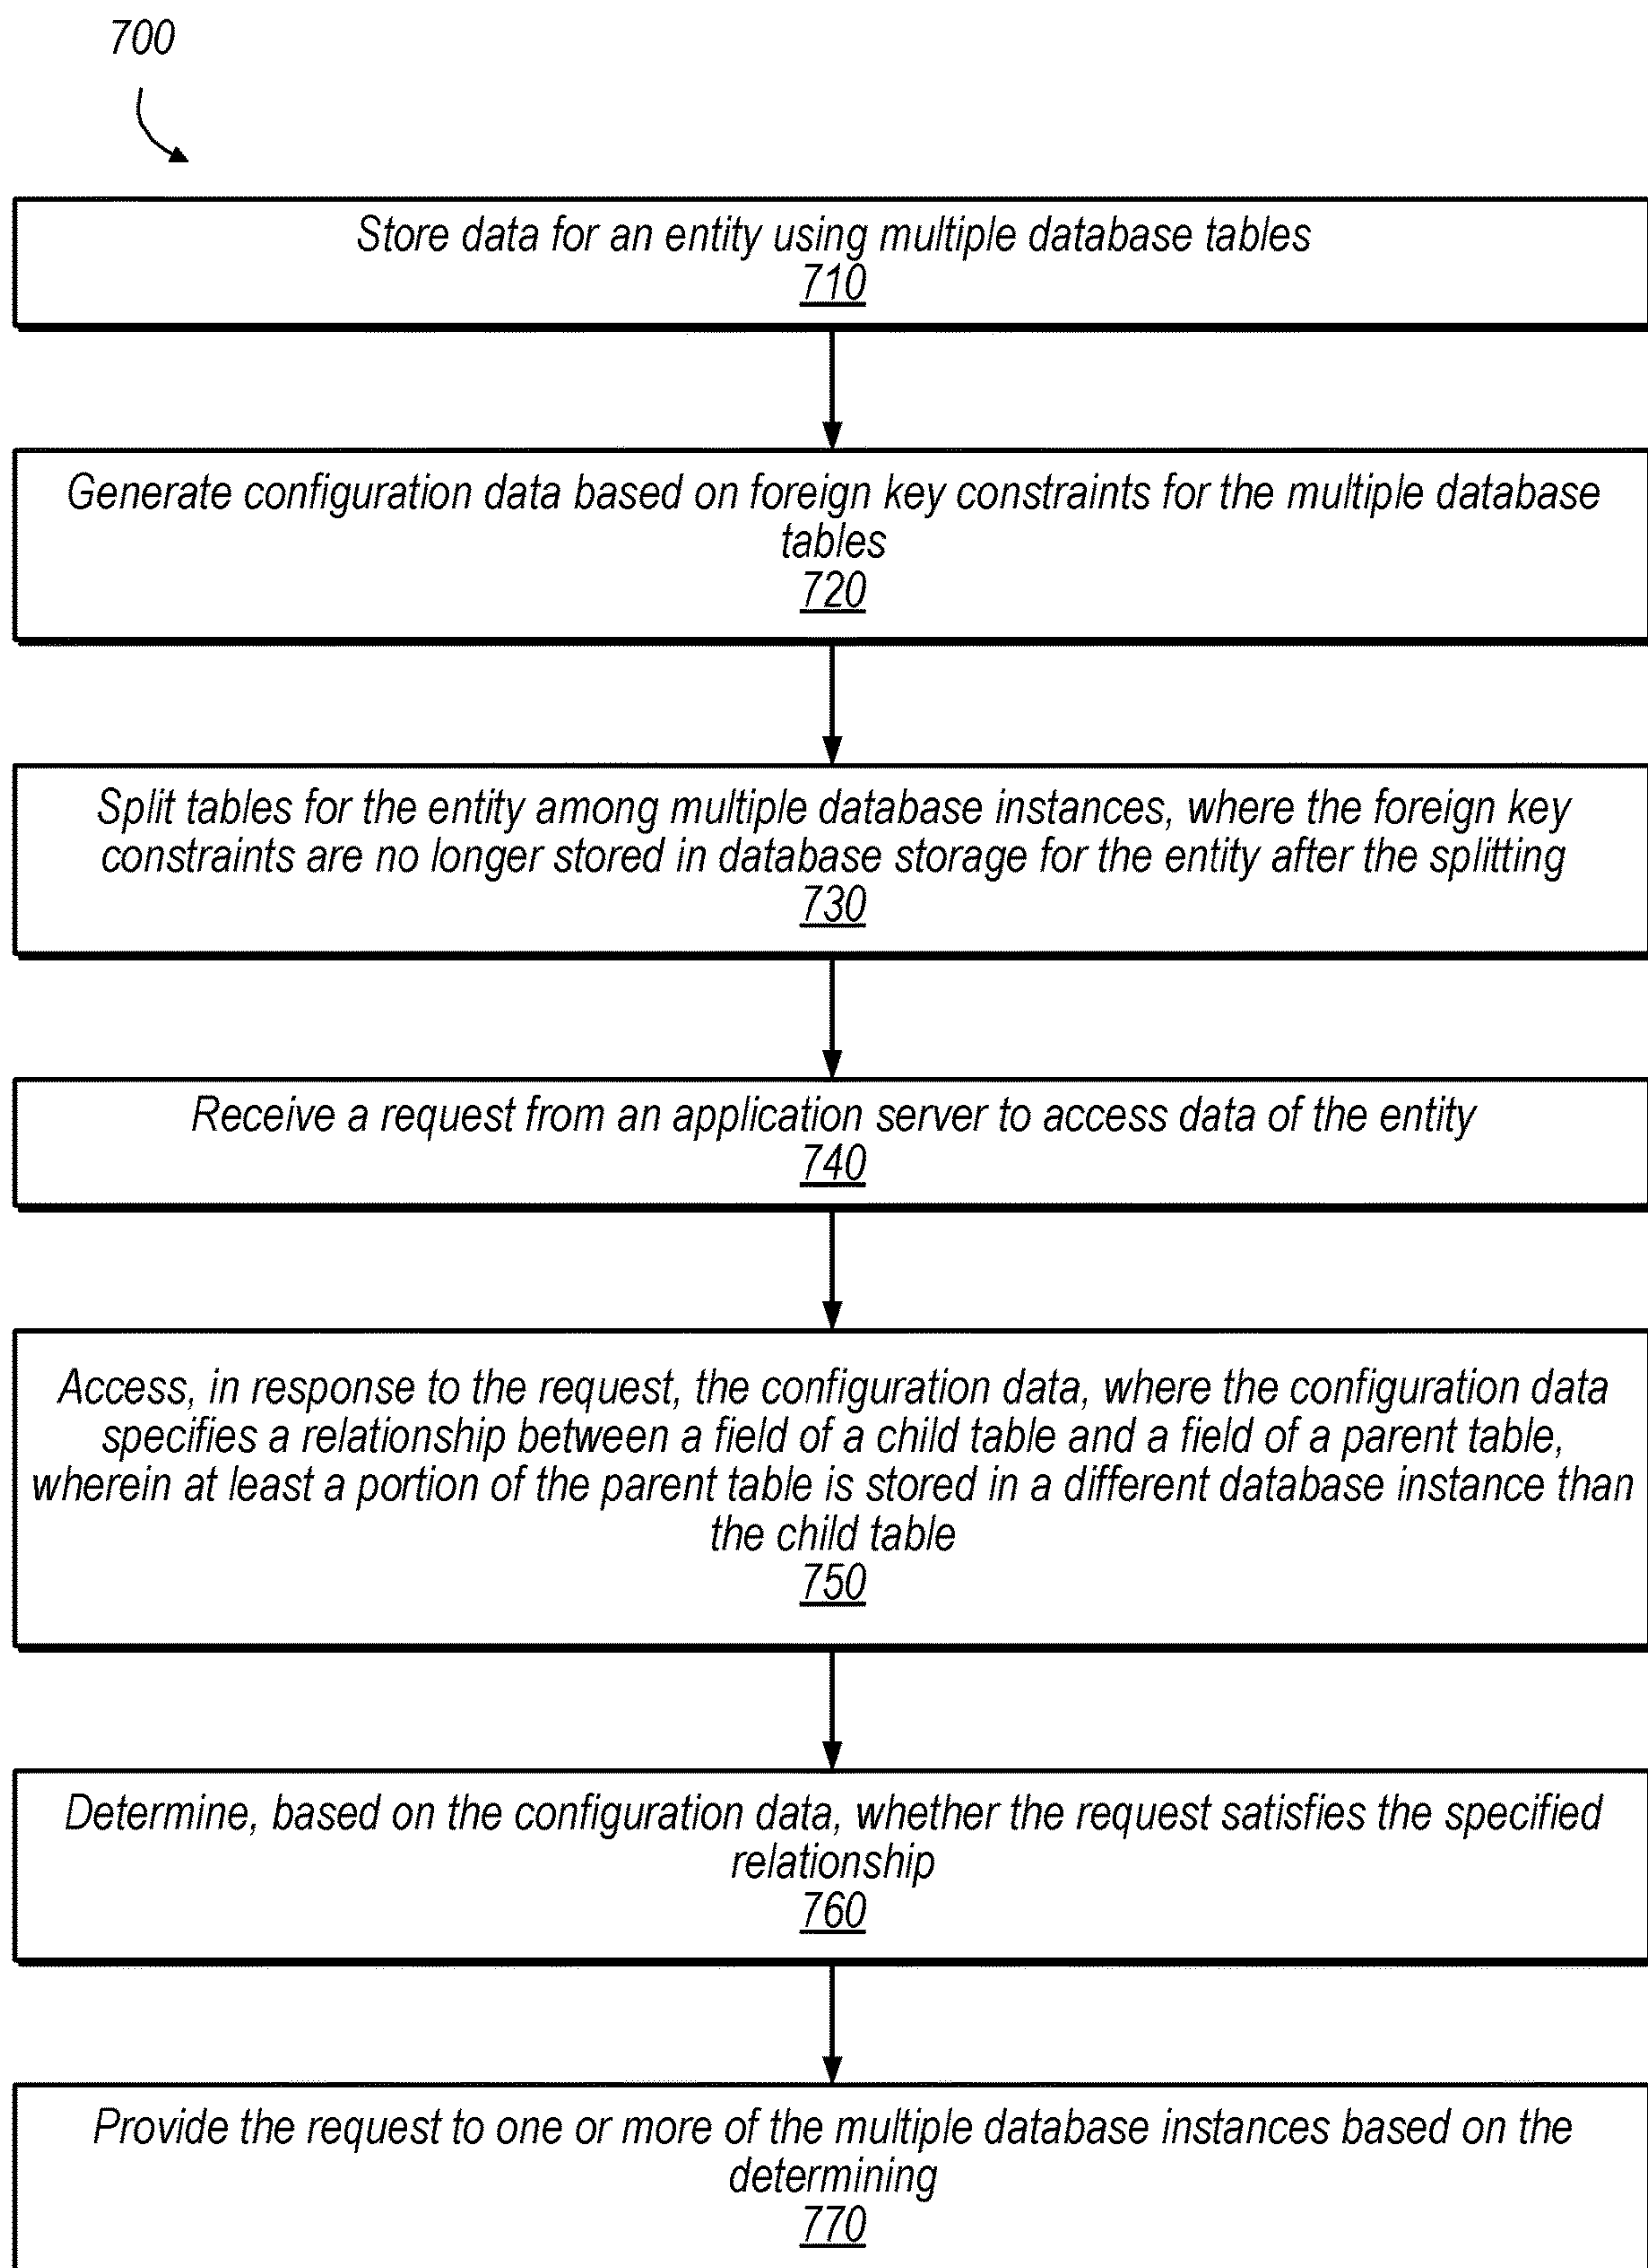 700
Store data for an entity using multiple database tables
710
Generate configuration data based on foreign key constraints for the multiple database
tables
720
Split tables for the entity among multiple database instances, where the foreign key
constraints are no longer stored in database storage for the entity after the splitting
730
Receive a request from an application server to access data of the entity
740
Access, in response to the request, the configuration data, where the configuration data
specifies a relationship between a field of a child table and a field of a parent table,
wherein at least a portion of the parent table is stored in a different database instance than
the child table
750
Determine, based on the configuration data, whether the request satisfies the specified
relationship
760
Provide the request to one or more of the multiple database instances based on the
determining
770